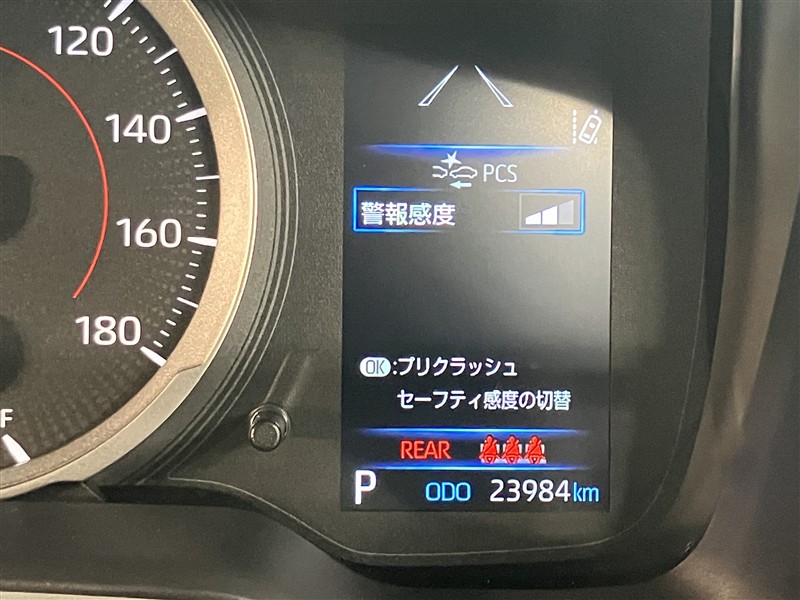 120
140
160
180
F
PCS
警報感度
OK:プリクラッシュ
セーフティ感度の切替
REAR
P ODO 23984km